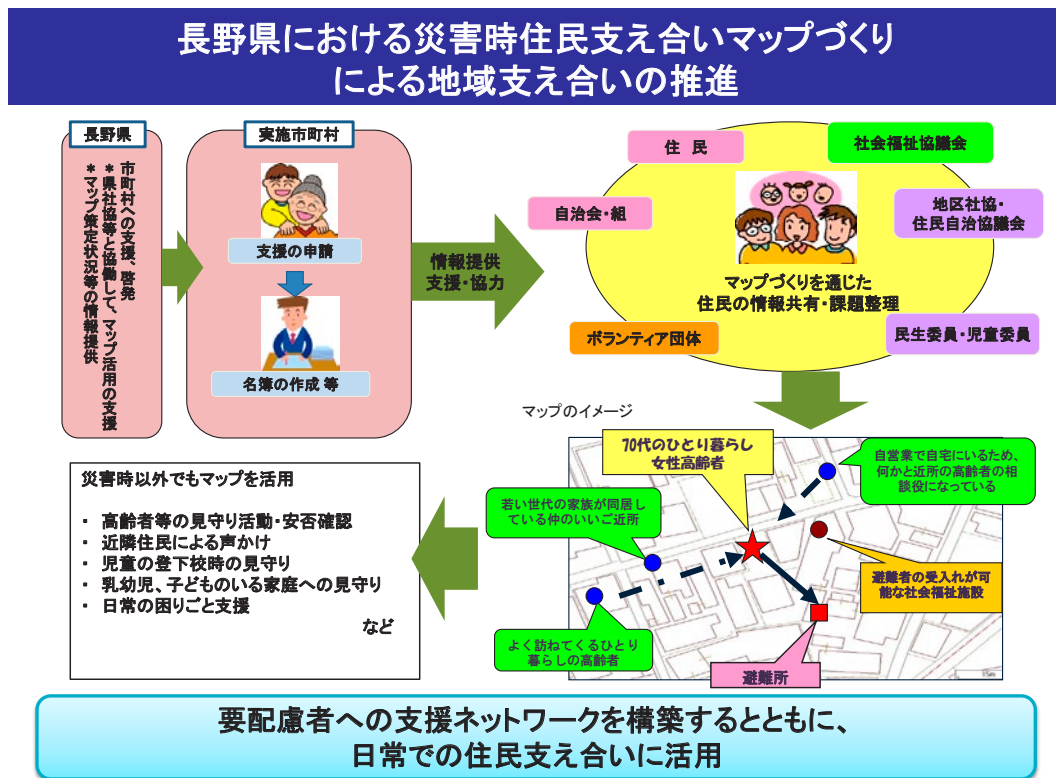 長野県における災害時住民支え合いマップづくり
による地域支え合いの推進
長野県
市町村への支援、啓発
＊県社協等と協働して、マップ活用の支援
＊マップ策定状況等の情報提供
実施市町村
支援の申請
名簿の作成 等
情報提供
支援・協力
住 民
社会福祉協議会
自治会・組
地区社協・
住民自治協議会
マップづくりを通じた
住民の情報共有・課題整理
ボランティア団体
民生委員・児童委員
マップのイメージ
70代のひとり暮らし
女性高齢者
自営業で自宅にいるため、
何かと近所の高齢者の相
談役になっている
若い世代の家族が同居し
ている仲のいいご近所
避難者の受入れが可
能な社会福祉施設
よく訪ねてくるひとり
暮らしの高齢者
避難所
災害時以外でもマップを活用
・ 高齢者等の見守り活動・安否確認
・ 近隣住民による声かけ
・ 児童の登下校時の見守り
・ 乳幼児、子どものいる家庭への見守り
・ 日常の困りごと支援
など
要配慮者への支援ネットワークを構築するとともに、
日常での住民支え合いに活用